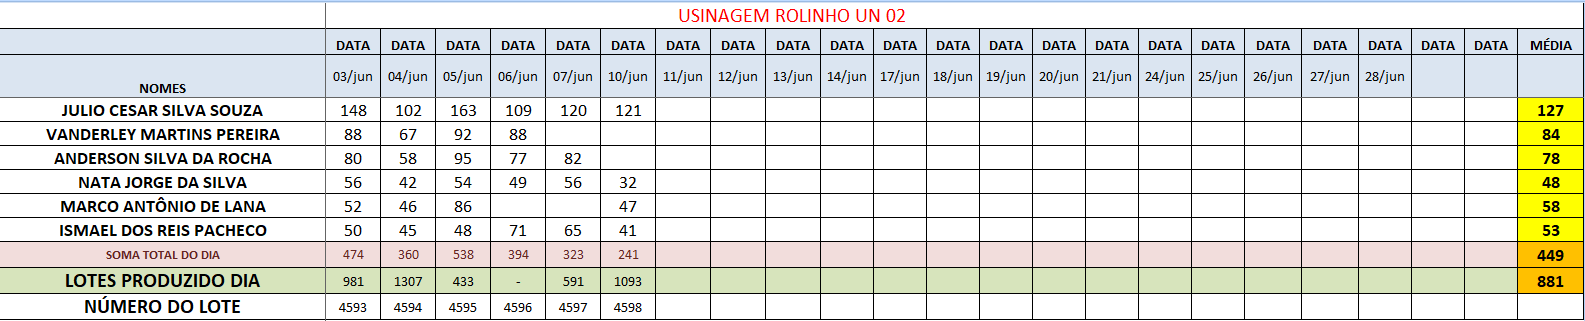 USINAGEM ROLINHO UN 02
DATA DATA DATA DATA DATA DATA DATA DATA DATA DATA DATA DATA DATA DATA DATA DATA DATA DATA DATA DATA DATA DATA MÉDIA
NOMES 03/jun 04/jun 05/jun 06/jun 07/jun 10/jun 11/jun 12/jun 13/jun 14/jun 17/jun 18/jun 19/jun 20/jun 21/jun 24/jun 25/jun 26/jun 27/jun 28/jun
JULIO CESAR SILVA SOUZA 148 102 163 109 120 121 127
VANDERLEY MARTINS PEREIRA 88 67 92 88 84
ANDERSON SILVA DA ROCHA 80 58 95 77 82 78
NATA JORGE DA SILVA 56 42 54 49 56 32 48
MARCO ANTÔNIO DE LANA 52 46 86 47 58
ISMAEL DOS REIS PACHECO 50 45 48 71 65 41 53
SOMA TOTAL DO DIA 474 360 538 394 323 241 449
LOTES PRODUZIDO DIA 981 1307 433 - 591 1093 881
NÚMERO DO LOTE 4593 4594 4595 4596 4597 4598